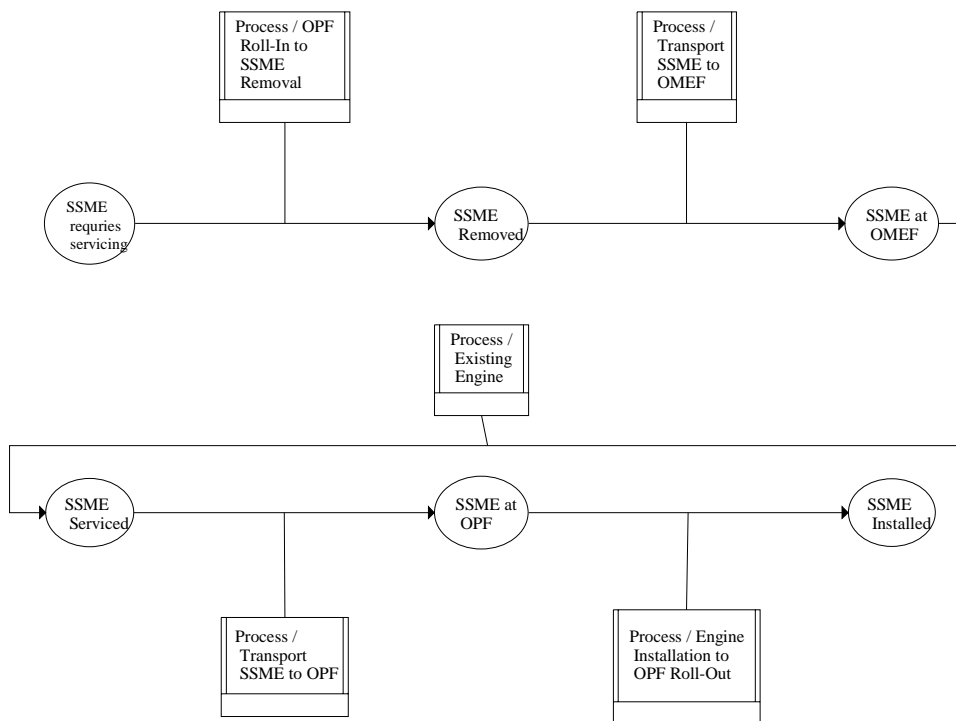 Process / OPF
Roll-In to
SSME
Removal
Process /
Transport
SSME to
OMEF
SSME
requries
servicing
SSME
Removed
SSME at
OMEF
Process /
Existing
Engine
SSME
Serviced
SSME at
OPF
SSME
Installed
Process /
Transport
SSME to OPF
Process / Engine
Installation to
OPF Roll-Out